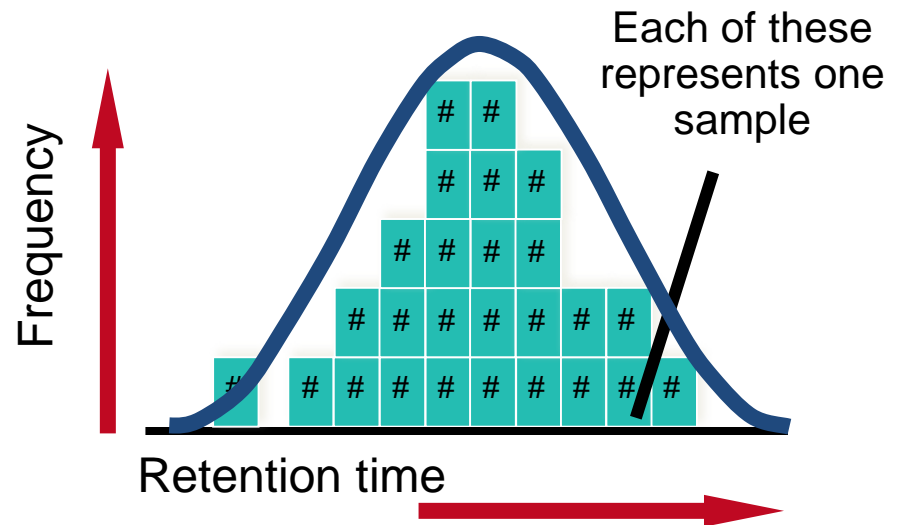 Each of these
represents one
sample
Frequency
# #
# # #
# # # #
# # # # # # #
# # # # # # # # # #
Retention time